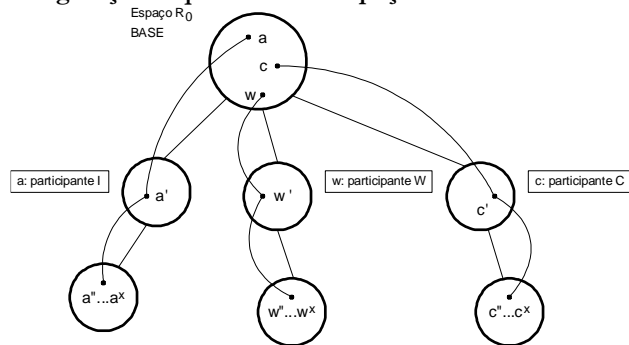 Espaço R0
BASE
a
c
w
a: participante I
a'
w '
w: participante W
c'
c: participante C
a"...aˣ
w"...wˣ
c"...cˣ